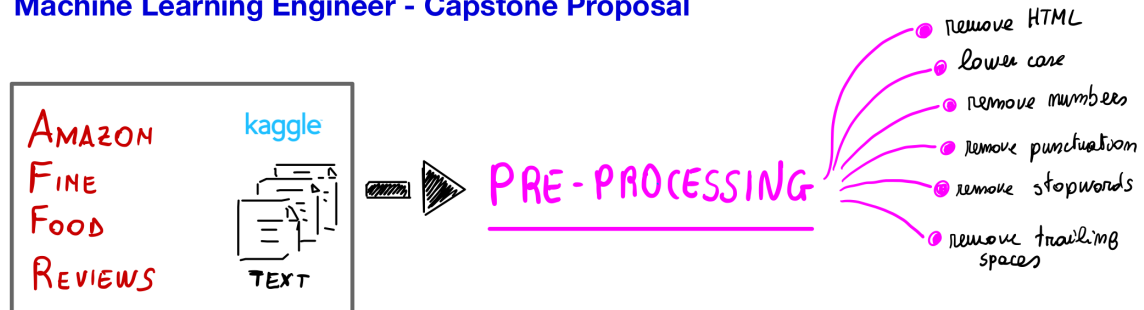 Machine Learning Engineer - Capstone Proposal
AMAZON
FINE
FOOD
REVIEWS
kaggle
TEXT
PRE-PROCESSING
remove HTML
lower case
remove numbers
remove punctuation
remove stopwords
remove trailing
spaces